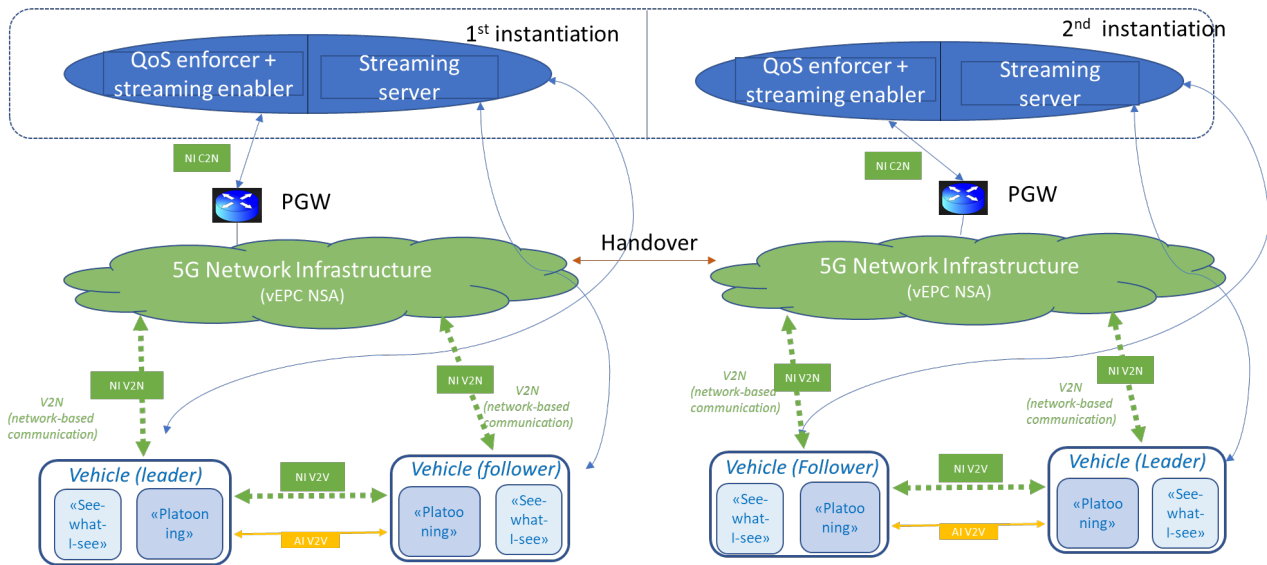 1st instantiation
2nd instantiation
QoS enforcer +
streaming enabler
Streaming
server
QoS enforcer +
streaming enabler
Streaming
server
NI C2N
PGW
NI C2N
PGW
Handover
5G Network Infrastructure
(vEPC NSA)
5G Network Infrastructure
(vEPC NSA)
NI V2N
V2N
(network-based
communication)
NI V2N
V2N
(network-based
communication)
NI V2N
V2N
(network-based
communication)
NI V2N
V2N
(network-based
communication)
Vehicle (leader)
«See-
what-
I-see»
«Platoon
ing»
NI V2V
AI V2V
Vehicle (follower)
«Platoo
ning»
«See-
what-
I-see»
Vehicle (Follower)
«See-
what-
I-see»
«Platoo
ning»
NI V2V
AI V2V
Vehicle (Leader)
«Platoo
ning»
«See-
what-
I-see»